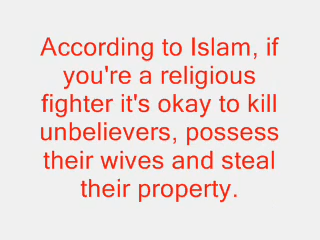 According to Islam, if
you're a religious
fighter it's okay to kill
unbelievers, possess
their wives and steal
their property.